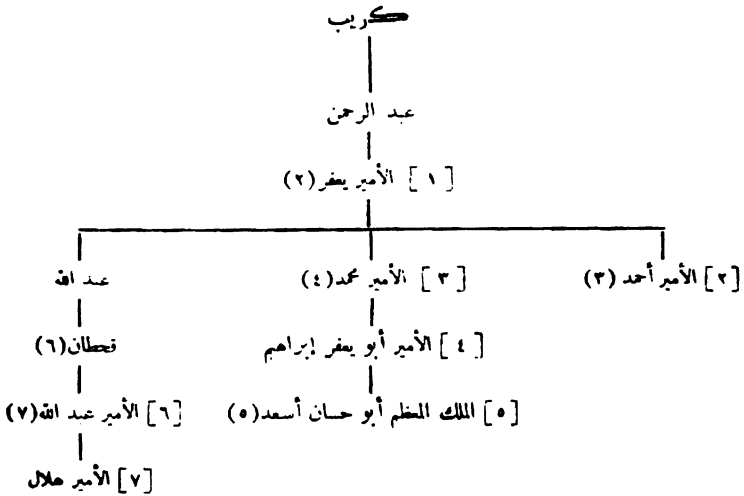 كريب
عبد الرحمن
[١] الأمير يعفر (٢)
[٢] الأمير أحمد (٣)
[٣] الأمير محمد (٤)
عبد الله
[٤] الأمير أبو يعفر إبراهيم
قحطان (٦)
[٥] الملك المعظم أبو حسان أسعد (٥)
[٦] الأمير عبد الله (٧)
[٧] الأمير هلال